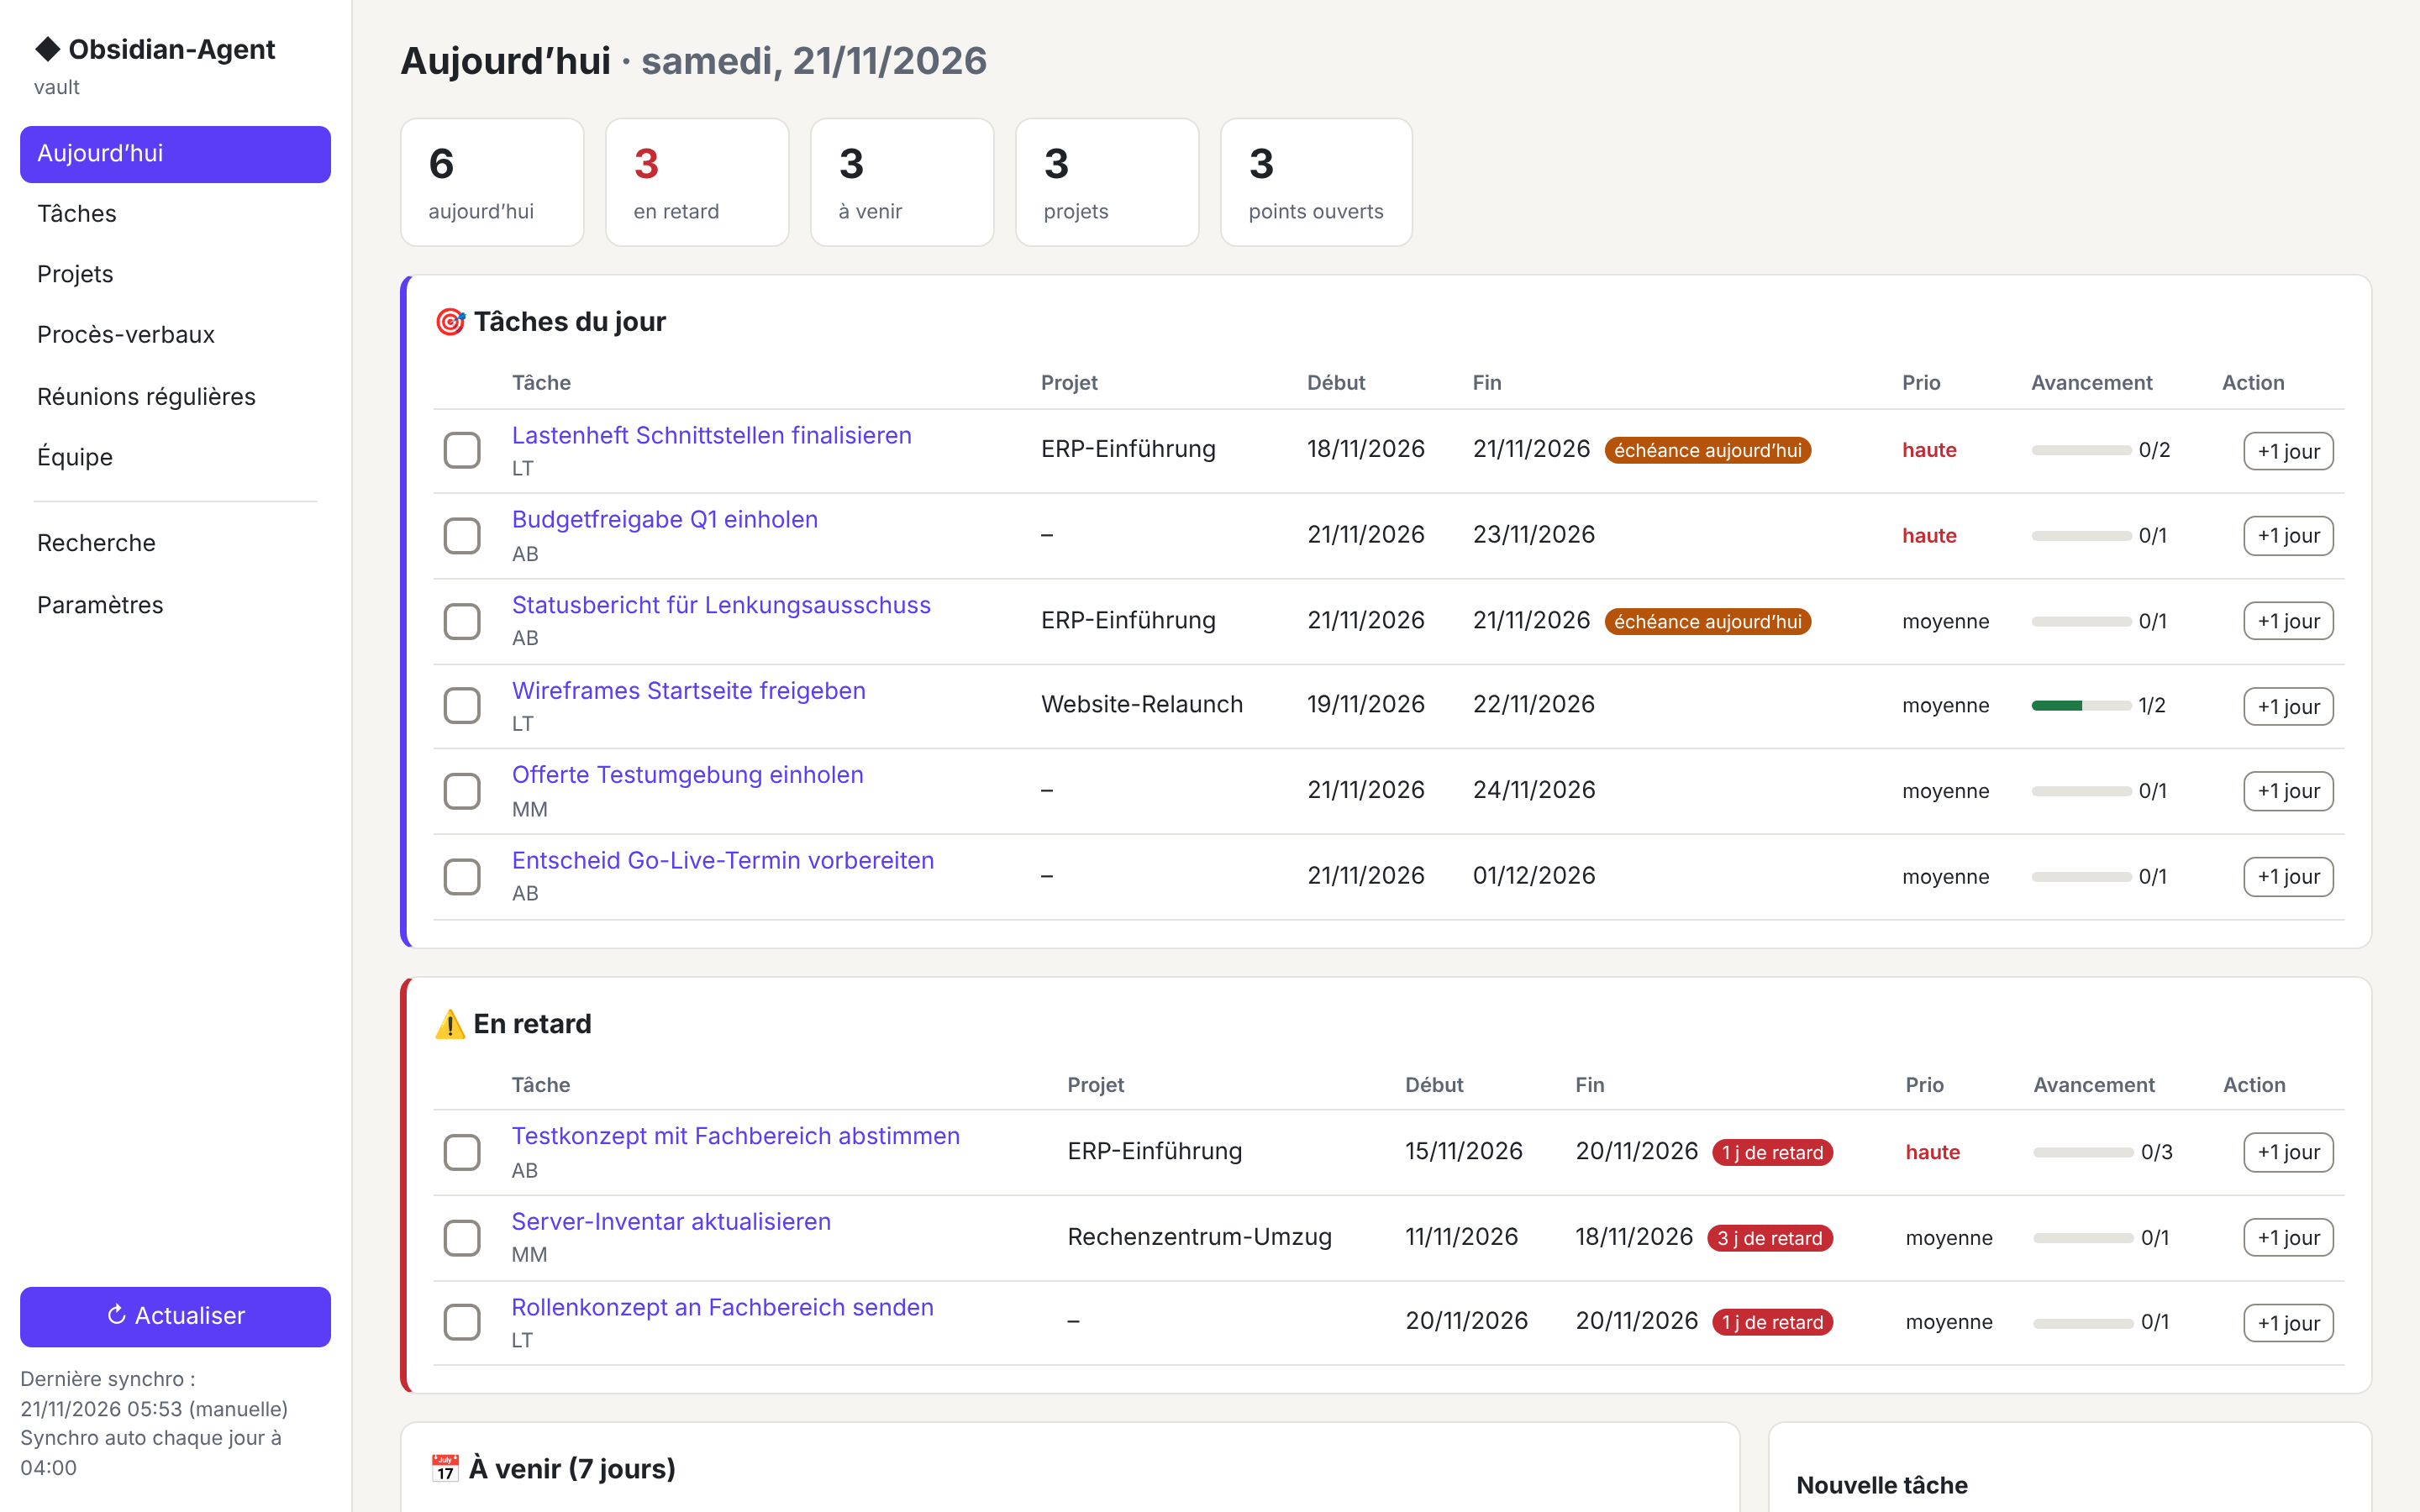 Obsidian-Agent
vault
Aujourd’hui
Tâches
Projets
Procès-verbaux
Réunions régulières
Équipe
Recherche
Paramètres
Actualiser
Dernière synchro :
21/11/2026 05:53 (manuelle)
Synchro auto chaque jour à
04:00
Aujourd’hui · samedi, 21/11/2026
6 aujourd’hui
3 en retard
3 à venir
3 projets
3 points ouverts
Tâches du jour
Tâche Projet Début Fin Prio Avancement Action
Lastenheft Schnittstellen finalisieren ERP-Einführung 18/11/2026 21/11/2026 échéance aujourd’hui haute 0/2 +1 jour
LT
Budgetfreigabe Q1 einholen – 21/11/2026 23/11/2026 haute 0/1 +1 jour
AB
Statusbericht für Lenkungsausschuss ERP-Einführung 21/11/2026 21/11/2026 échéance aujourd’hui moyenne 0/1 +1 jour
AB
Wireframes Startseite freigeben Website-Relaunch 19/11/2026 22/11/2026 moyenne 1/2 +1 jour
LT
Offerte Testumgebung einholen – 21/11/2026 24/11/2026 moyenne 0/1 +1 jour
MM
Entscheid Go-Live-Termin vorbereiten – 21/11/2026 01/12/2026 moyenne 0/1 +1 jour
AB
En retard
Tâche Projet Début Fin Prio Avancement Action
Testkonzept mit Fachbereich abstimmen ERP-Einführung 15/11/2026 20/11/2026 1 j de retard haute 0/3 +1 jour
AB
Server-Inventar aktualisieren Rechenzentrum-Umzug 11/11/2026 18/11/2026 3 j de retard moyenne 0/1 +1 jour
MM
Rollenkonzept an Fachbereich senden – 20/11/2026 20/11/2026 1 j de retard moyenne 0/1 +1 jour
LT
À venir (7 jours)
Nouvelle tâche